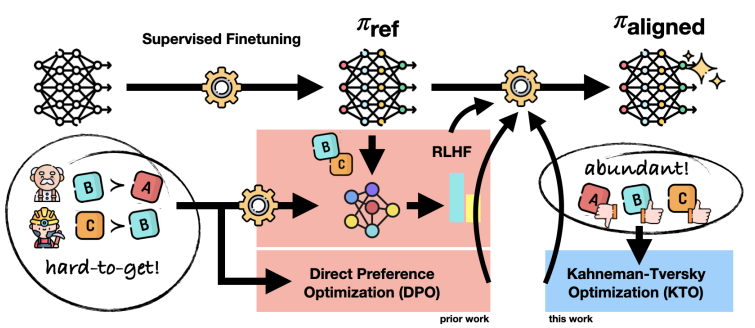 Supervised Finetuning
πref
πaligned
B ≻ A
C ≻ B
hard-to-get!
B
C
RLHF
abundant!
A
B
C
Direct Preference
Optimization (DPO)
Kahneman-Tversky
Optimization (KTO)
prior work
this work